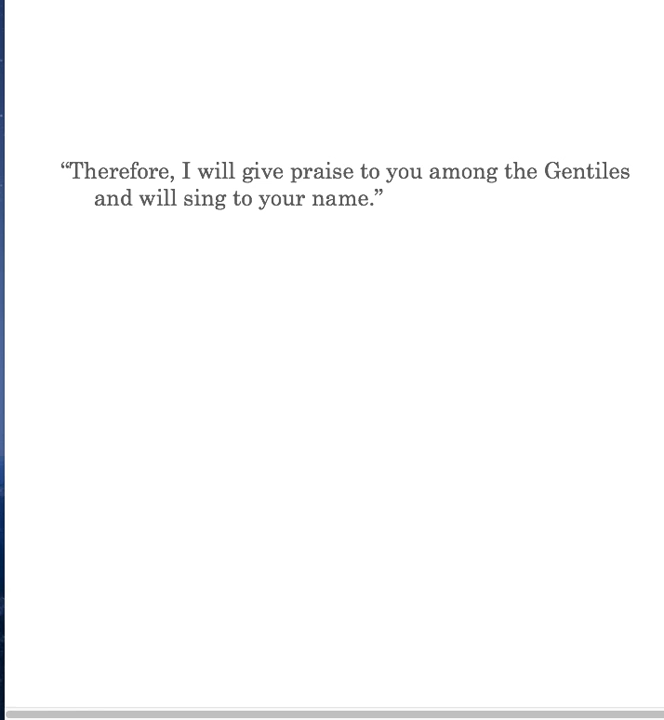 “Therefore, I will give praise to you among the Gentiles
and will sing to your name.”